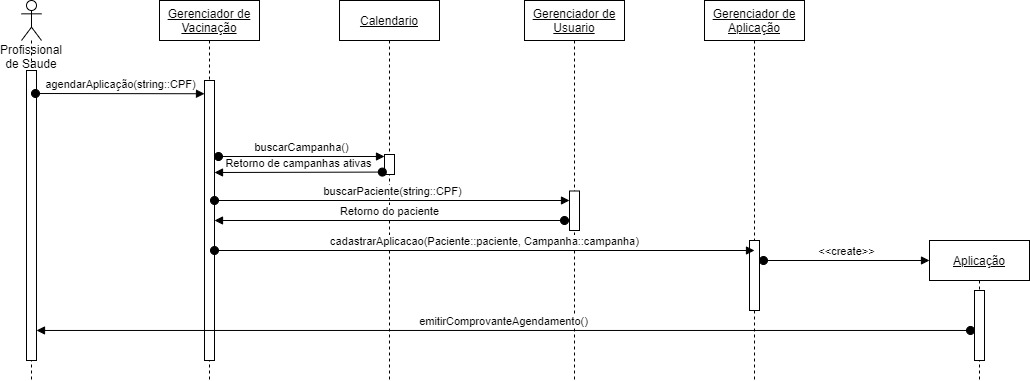 Profissional
de Saude
Gerenciador de
Vacinação
Calendario
Gerenciador de
Usuario
Gerenciador de
Aplicação
agendarAplicação(string::CPF)
buscarCampanha()
Retorno de campanhas ativas
buscarPaciente(string::CPF)
Retorno do paciente
cadastrarAplicacao(Paciente::paciente, Campanha::campanha)
<<create>>
Aplicação
emitirComprovanteAgendamento()